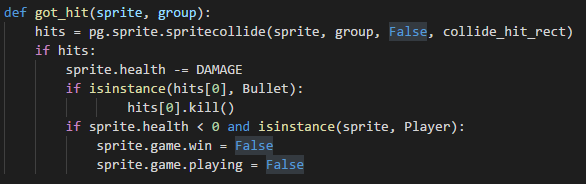 def got_hit(sprite, group):
    hits = pg.sprite.spritecollide(sprite, group, False, collide_hit_rect)
    if hits:
        sprite.health -= DAMAGE
        if isinstance(hits[0], Bullet):
                hits[0].kill()
        if sprite.health < 0 and isinstance(sprite, Player):
            sprite.game.win = False
            sprite.game.playing = False